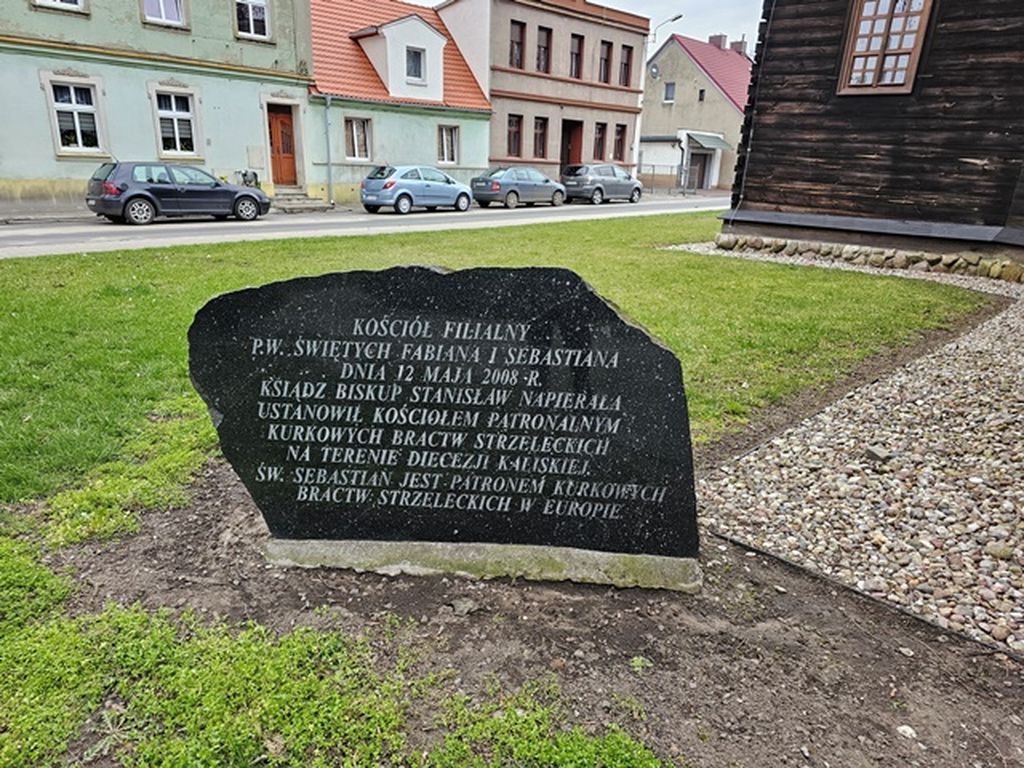 KOŚCIÓŁ FILIALNY
P.W. ŚWIĘTYCH FABIANA I SEBASTIANA
DNIA 12 MAJA 2008 R.
KSIĄDZ BISKUP STANISŁAW NAPIERAŁA
USTANOWIŁ KOŚCIOŁEM PATRONALNYM
KURKOWYCH BRACTW STRZELECKICH
NA TERENIE DIECEZJI KALISKIEJ.
ŚW. SEBASTIAN JEST PATRONEM KURKOWYCH
BRACTW STRZELECKICH W EUROPIE